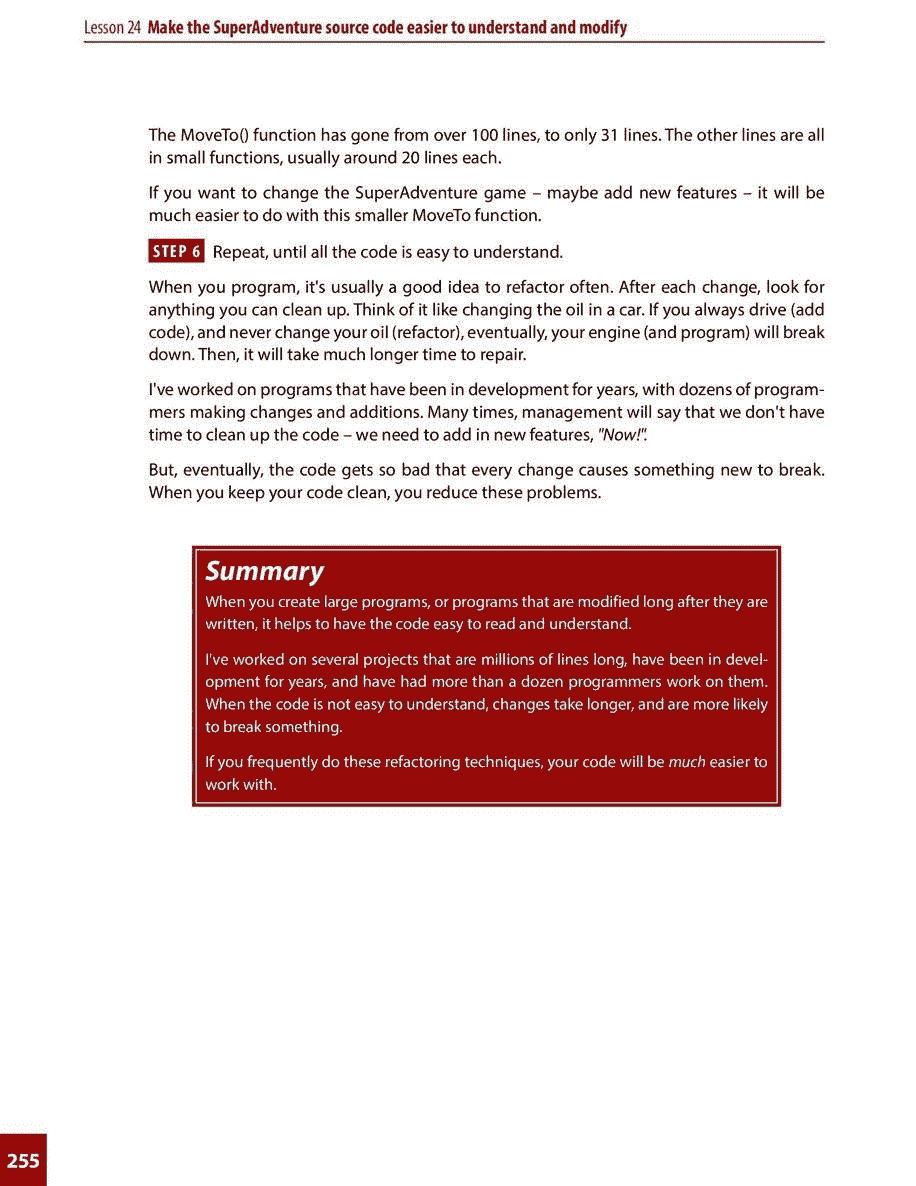 Lesson 24 Make the SuperAdventure source code easier to understand and modify
The MoveTo() function has gone from over 100 lines, to only 31 lines. The other lines are all
in small functions, usually around 20 lines each.
If you want to change the SuperAdventure game – maybe add new features – it will be
much easier to do with this smaller MoveTo function.
STEP 6 Repeat, until all the code is easy to understand.
When you program, it's usually a good idea to refactor often. After each change, look for
anything you can clean up. Think of it like changing the oil in a car. If you always drive (add
code), and never change your oil (refactor), eventually, your engine (and program) will break
down. Then, it will take much longer time to repair.
I've worked on programs that have been in development for years, with dozens of program-
mers making changes and additions. Many times, management will say that we don't have
time to clean up the code – we need to add in new features, "Now!".
But, eventually, the code gets so bad that every change causes something new to break.
When you keep your code clean, you reduce these problems.
Summary
When you create large programs, or programs that are modified long after they are
written, it helps to have the code easy to read and understand.
I've worked on several projects that are millions of lines long, have been in devel-
opment for years, and have had more than a dozen programmers work on them.
When the code is not easy to understand, changes take longer, and are more likely
to break something.
If you frequently do these refactoring techniques, your code will be much easier to
work with.
255